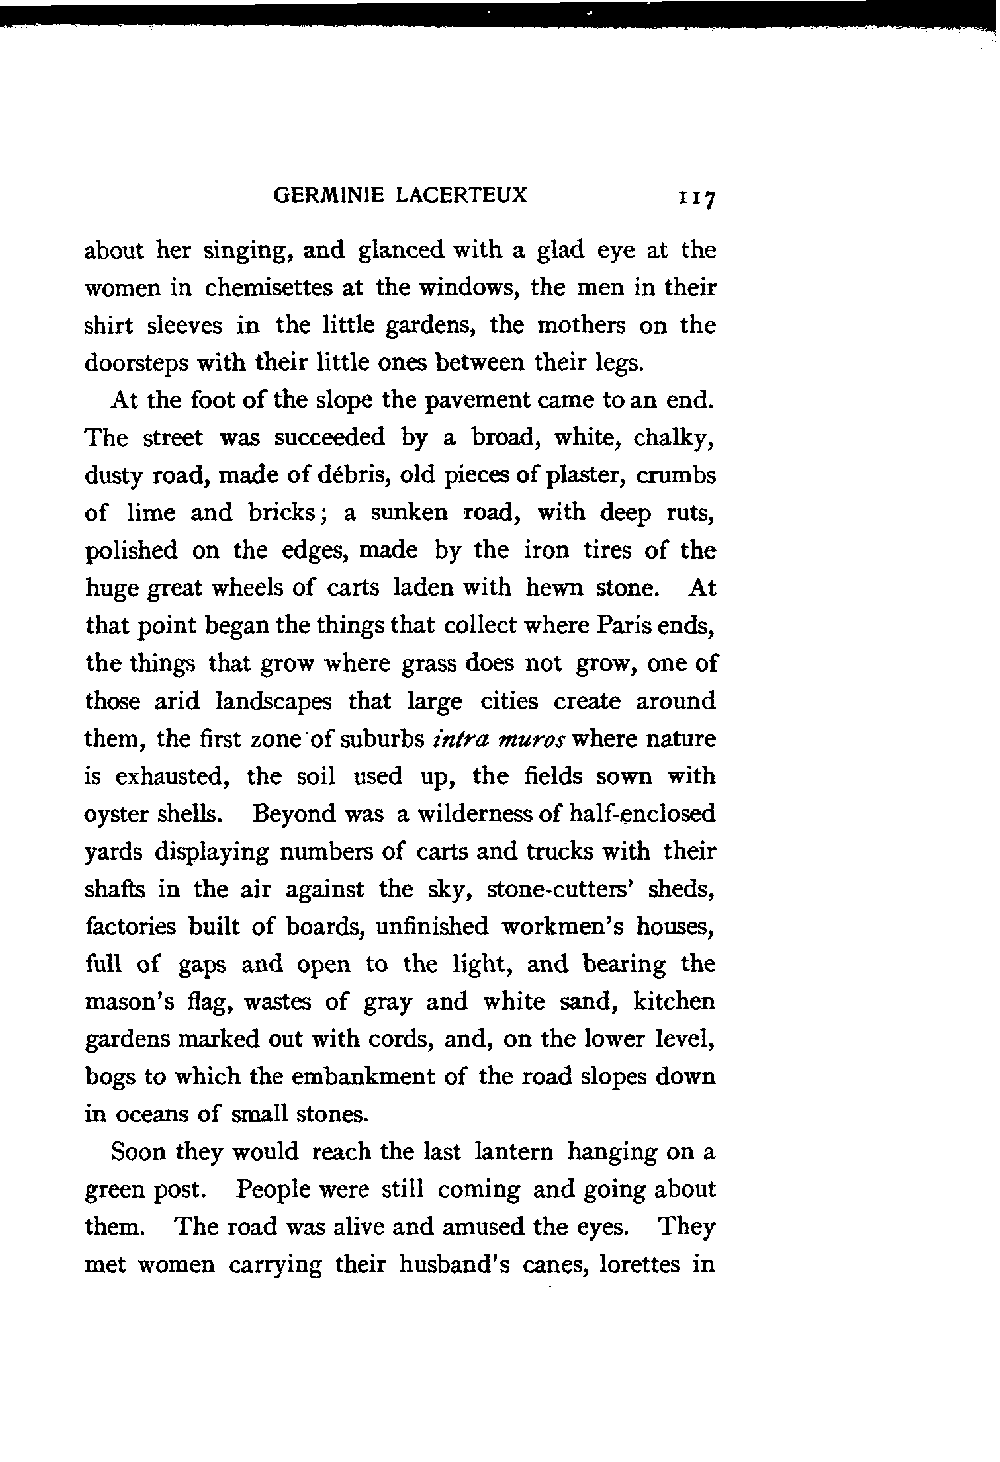 GERMINIE LACERTEUX 117
about her singing, and glanced with a glad eye at the
women in chemisettes at the windows, the men in their
shirt sleeves in the little gardens, the mothers on the
doorsteps with their little ones between their legs.
At the foot of the slope the pavement came to an end.
The street was succeeded by a broad, white, chalky,
dusty road, made of débris, old pieces of plaster, crumbs
of lime and bricks; a sunken road, with deep ruts,
polished on the edges, made by the iron tires of the
huge great wheels of carts laden with hewn stone. At
that point began the things that collect where Paris ends,
the things that grow where grass does not grow, one of
those arid landscapes that large cities create around
them, the first zone of suburbs intra muros where nature
is exhausted, the soil used up, the fields sown with
oyster shells. Beyond was a wilderness of half-enclosed
yards displaying numbers of carts and trucks with their
shafts in the air against the sky, stone-cutters' sheds,
factories built of boards, unfinished workmen's houses,
full of gaps and open to the light, and bearing the
mason's flag, wastes of gray and white sand, kitchen
gardens marked out with cords, and, on the lower level,
bogs to which the embankment of the road slopes down
in oceans of small stones.
Soon they would reach the last lantern hanging on a
green post. People were still coming and going about
them. The road was alive and amused the eyes. They
met women carrying their husband's canes, lorettes in